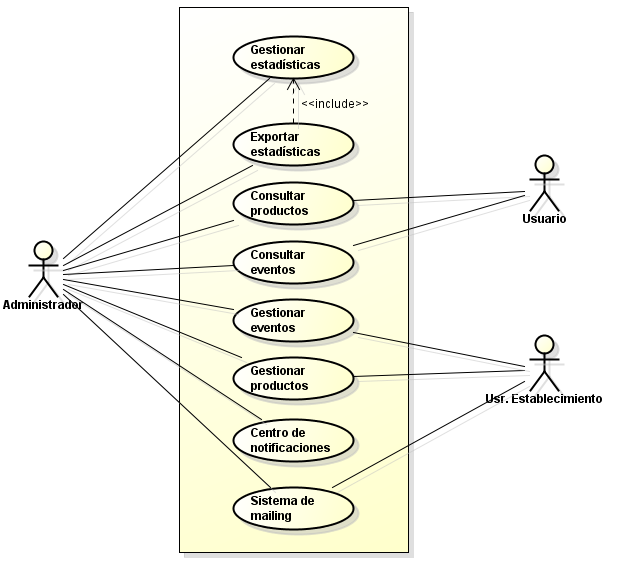 Gestionar
estadísticas
<<include>>
Exportar
estadísticas
Consultar
productos
Usuario
Consultar
eventos
Administrador
Gestionar
eventos
Gestionar
productos
Usr. Establecimiento
Centro de
notificaciones
Sistema de
mailing